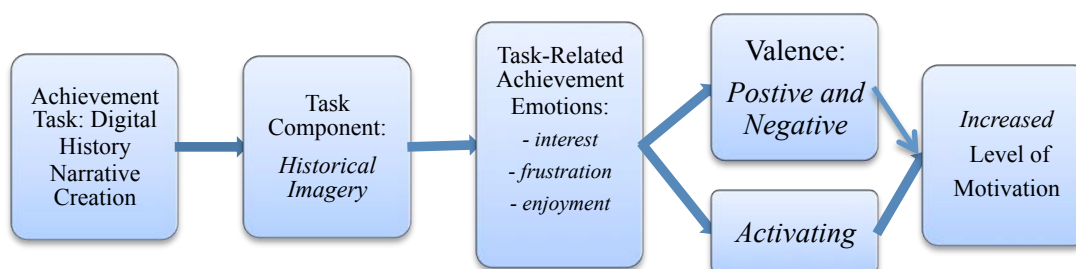 Achievement
Task: Digital
History
Narrative
Creation
Task
Component:
Historical
Imagery
Task-Related
Achievement
Emotions:
- interest
- frustration
- enjoyment
Valence:
Postive and
Negative
Activating
Increased
Level of
Motivation